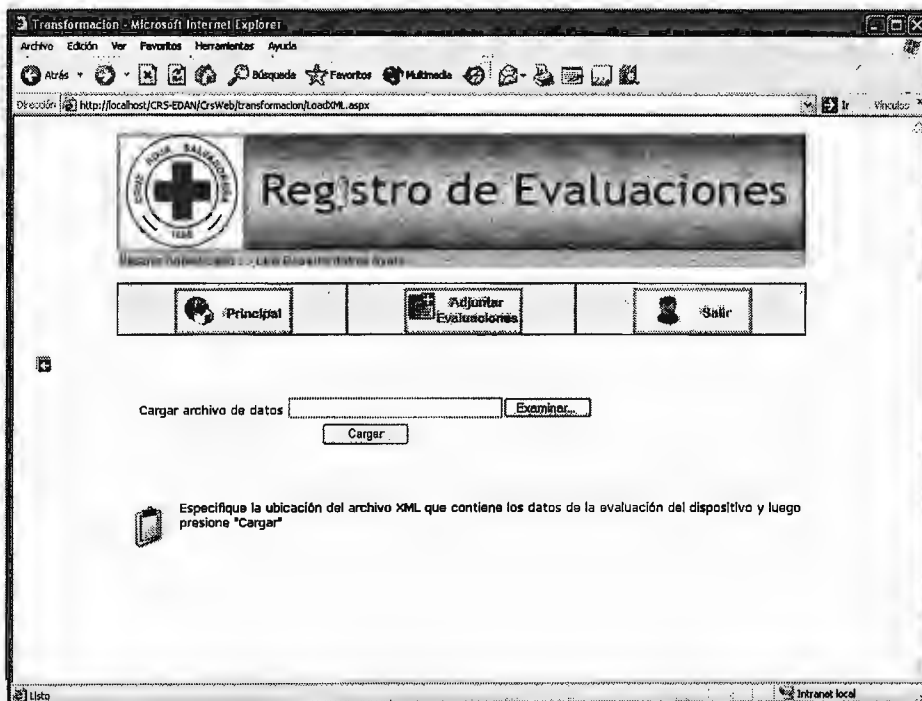 Transformacion - Microsoft Internet Explorer
Archivo Edición Ver Favoritos Herramientas Ayuda
Atrás Búsqueda Favoritos Multimedia
Dirección http://localhost/CRS-EDAN/CrsWeb/transformacion/LoadXML.aspx Ir Vínculos
CRUZ ROJA SALVADOREÑA
Registro de Evaluaciones
Principal
Adjuntar
Evaluaciones
Salir
Cargar archivo de datos Examinar...
Cargar
Especifique la ubicación del archivo XML que contiene los datos de la evaluación del dispositivo y luego
presione "Cargar"
Listo Intranet local